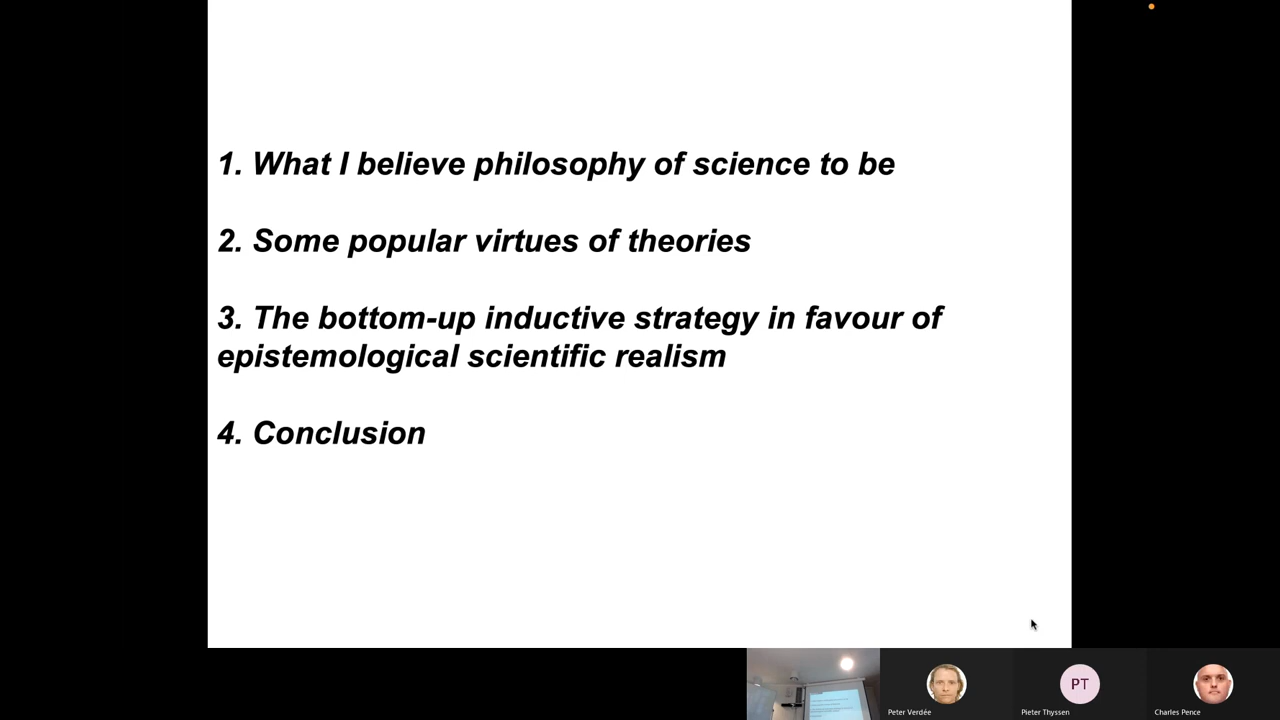 1. What I believe philosophy of science to be
2. Some popular virtues of theories
3. The bottom-up inductive strategy in favour of
epistemological scientific realism
4. Conclusion
PT
Peter Verdée
Pieter Thyssen
Charles Pence